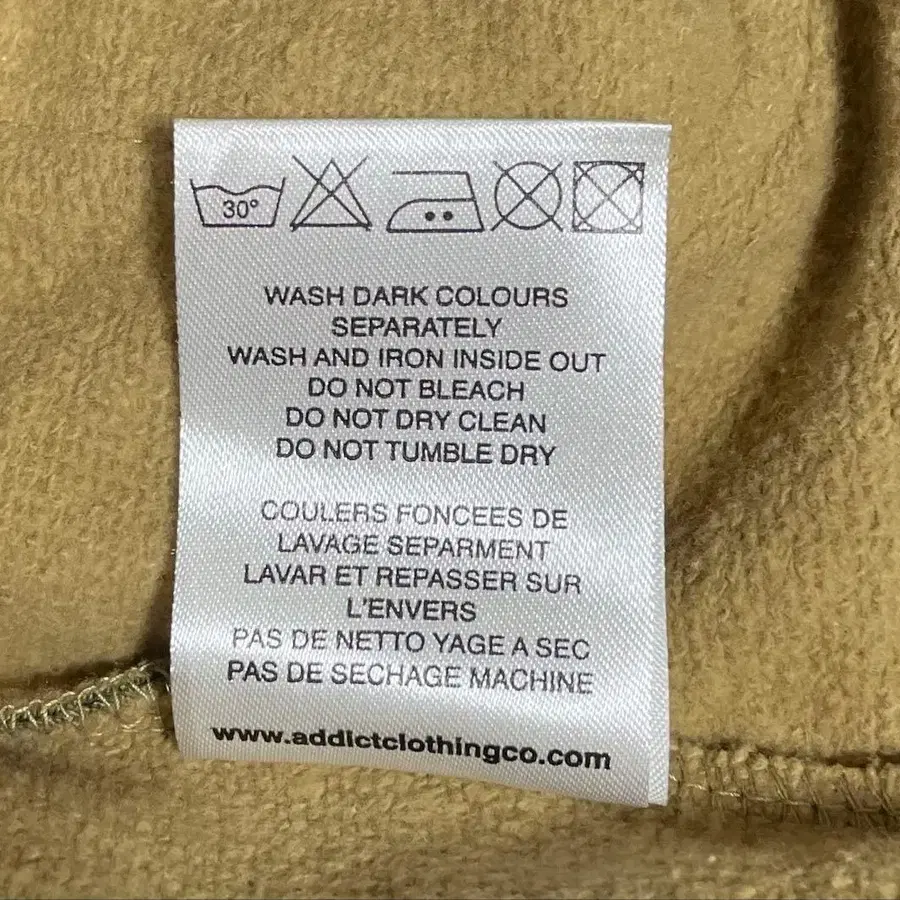 30°
WASH DARK COLOURS
SEPARATELY
WASH AND IRON INSIDE OUT
DO NOT BLEACH
DO NOT DRY CLEAN
DO NOT TUMBLE DRY
COULERS FONCEES DE
LAVAGE SEPARMENT
LAVAR ET REPASSER SUR
L'ENVERS
PAS DE NETTO YAGE A SEC
PAS DE SECHAGE MACHINE
www.addictclothingco.com